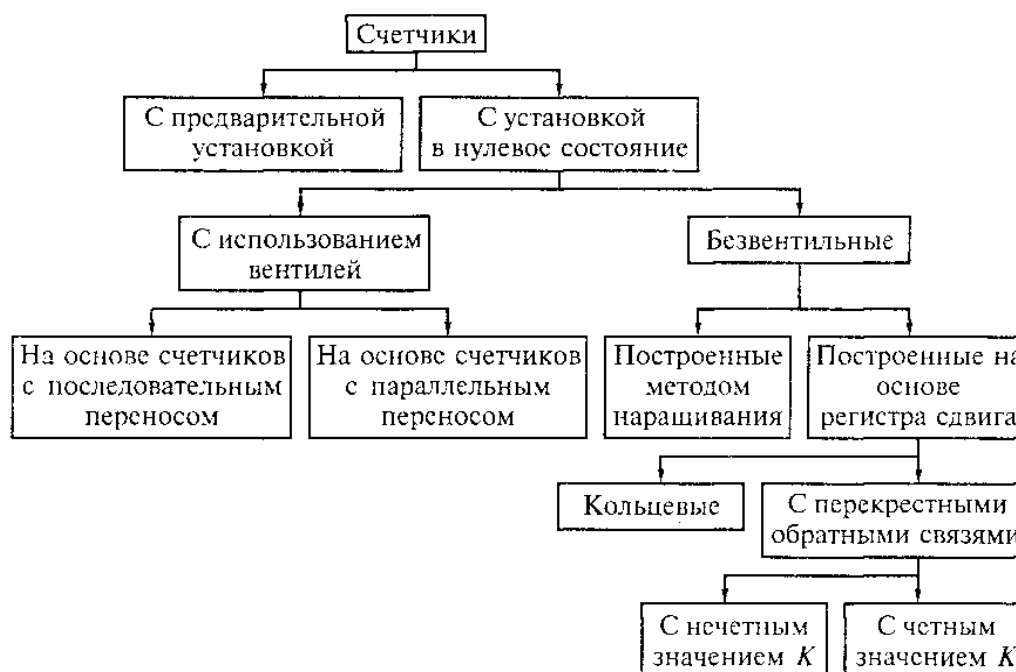 Счетчики
С предварительной
установкой
С установкой
в нулевое состояние
С использованием
вентилей
Безвентильные
На основе счетчиков
с последовательным
переносом
На основе счетчиков
с параллельным
переносом
Построенные
методом
наращивания
Построенные на
основе
регистра сдвига
Кольцевые
С перекрестными
обратными связями
С нечетным
значением K
С четным
значением K